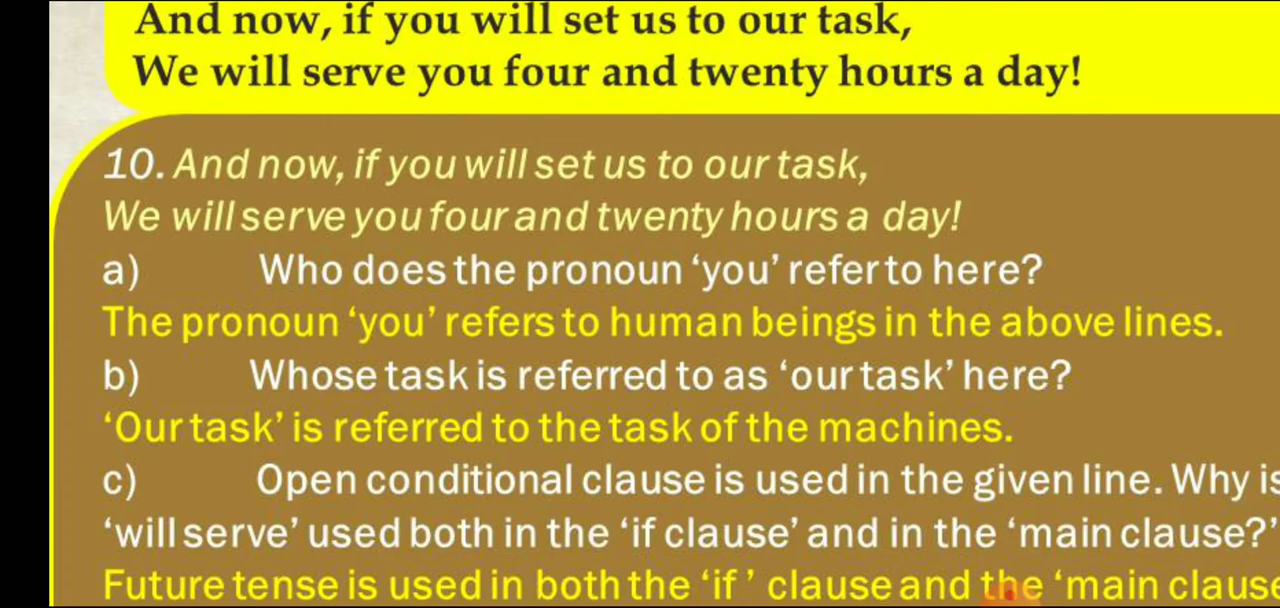 And now, if you will set us to our task,
We will serve you four and twenty hours a day!
10. And now, if you will set us to our task,
We will serve you four and twenty hours a day!
a) Who does the pronoun ‘you’ refer to here?
The pronoun ‘you’ refers to human beings in the above lines.
b) Whose task is referred to as ‘our task’ here?
‘Our task’ is referred to the task of the machines.
c) Open conditional clause is used in the given line. Why is
‘will serve’ used both in the ‘if clause’ and in the ‘main clause?’
Future tense is used in both the ‘if ’ clause and the ‘main clause